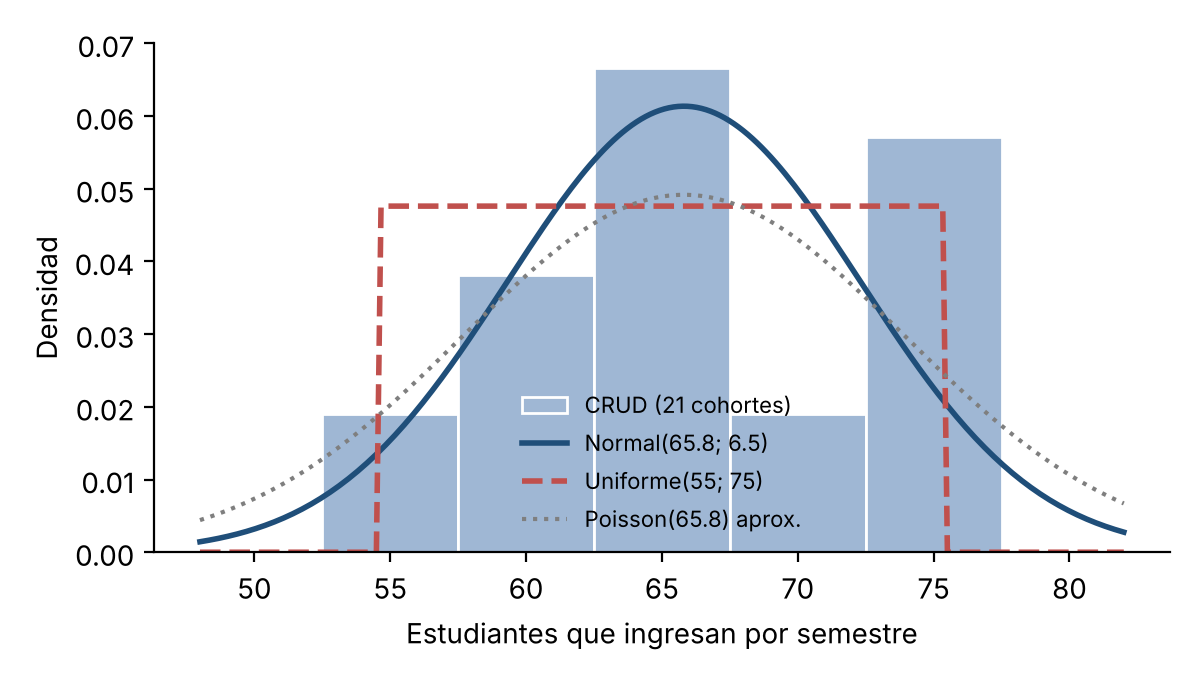 0.07
0.06
0.05
0.04
0.03
0.02
0.01
0.00
Densidad
CRUD (21 cohortes)
Normal(65.8; 6.5)
Uniforme(55; 75)
Poisson(65.8) aprox.
50 55 60 65 70 75 80
Estudiantes que ingresan por semestre